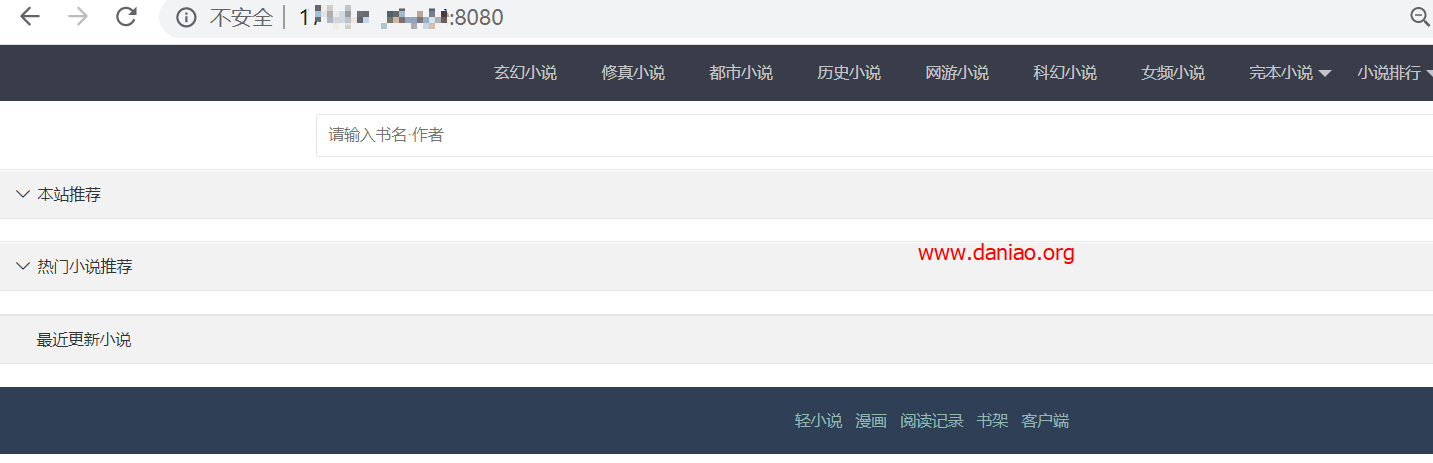 不安全 :8080
玄幻小说 修真小说 都市小说 历史小说 网游小说 科幻小说 女频小说 完本小说 小说排行
请输入书名·作者
本站推荐
www.daniao.org
热门小说推荐
最近更新小说
轻小说 漫画 阅读记录 书架 客户端